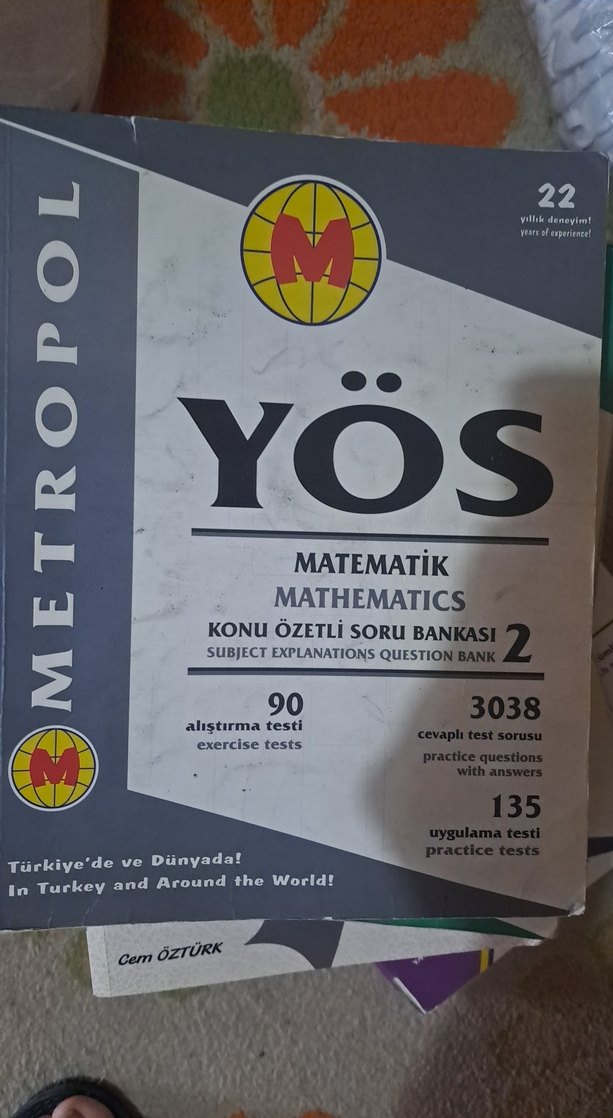 METROPOL
M
22
yıllık deneyim!
years of experience!
YÖS
MATEMATİK
MATHEMATICS
KONU ÖZETLİ SORU BANKASI 2
SUBJECT EXPLANATIONS QUESTION BANK
90
alıştırma testi
exercise tests
3038
cevaplı test sorusu
practice questions
with answers
135
uygulama testi
practice tests
M
Türkiye'de ve Dünyada!
In Turkey and Around the World!
Cem ÖZTÜRK